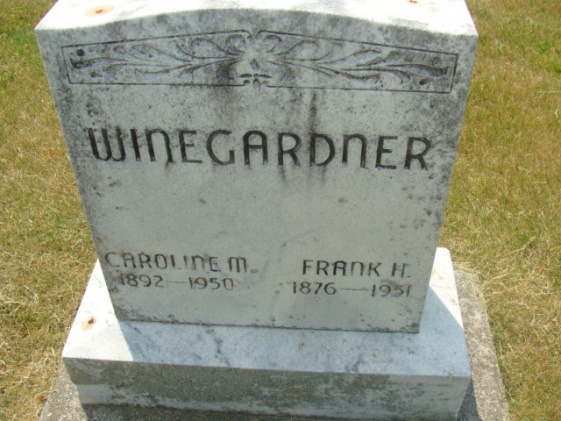 WINEGARDNER
CAROLINE M. FRANK H.
1892—1950 1876—1951